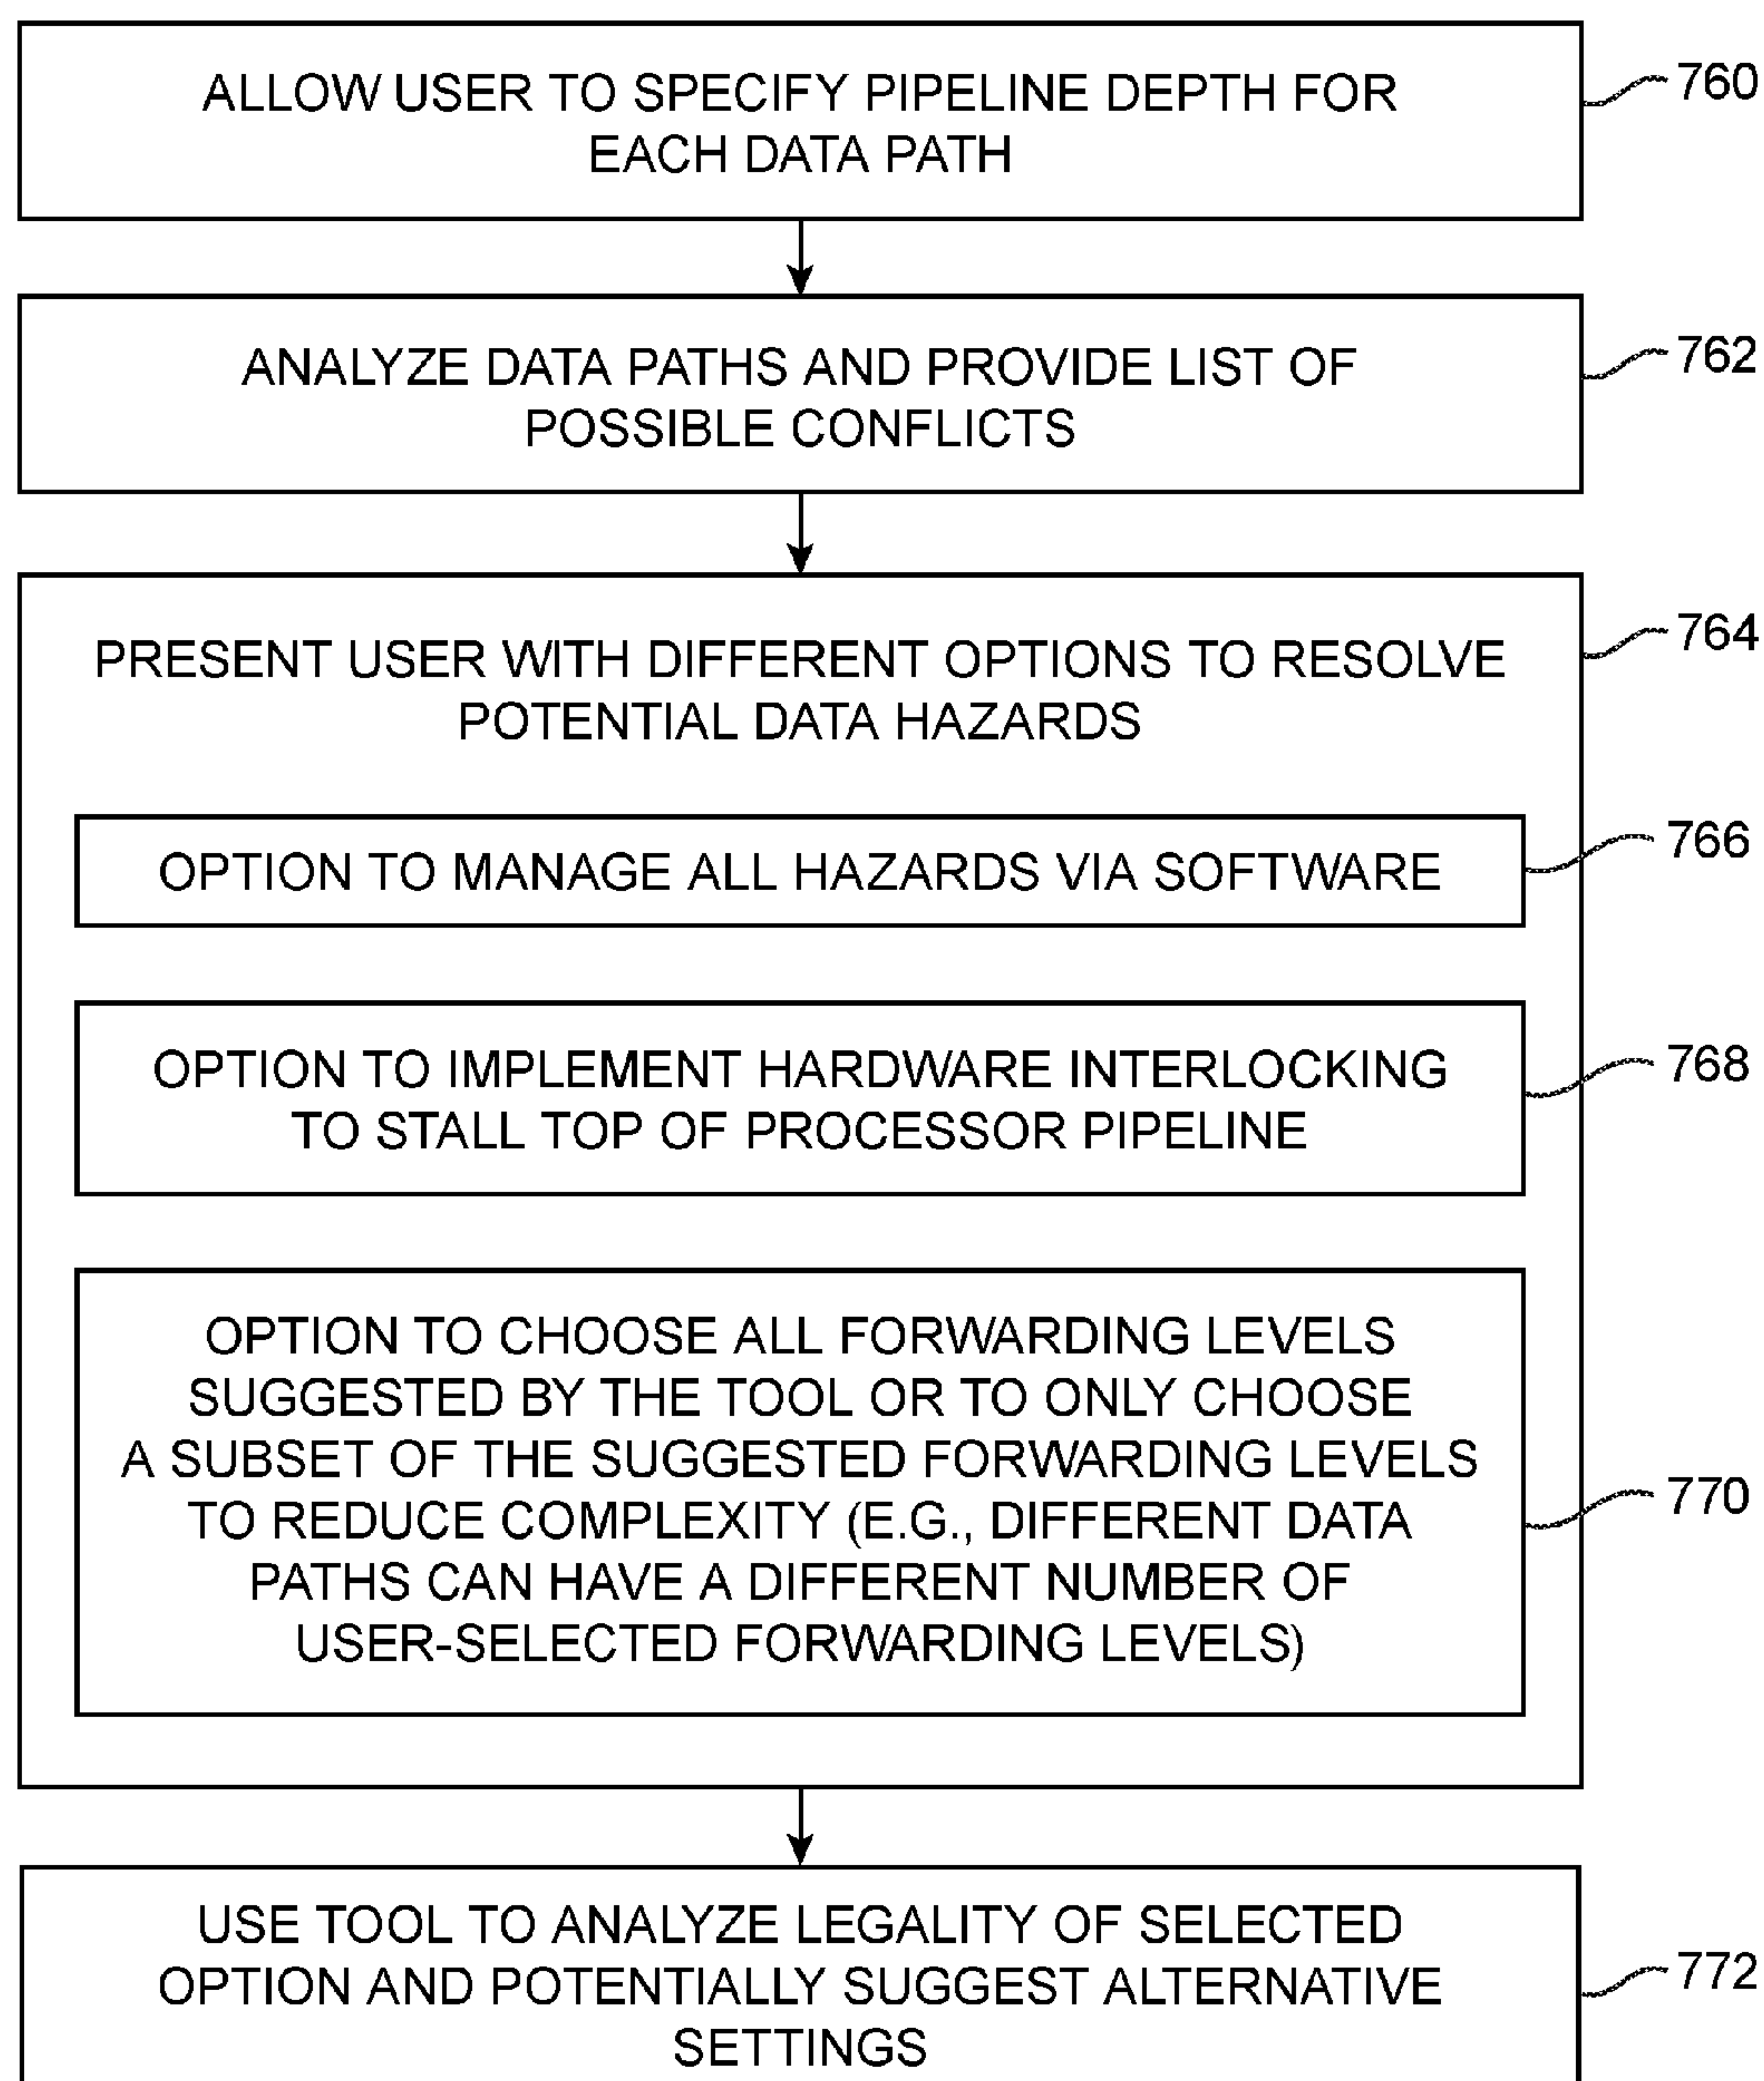 ALLOW USER TO SPECIFY PIPELINE DEPTH FOR
EACH DATA PATH
760
ANALYZE DATA PATHS AND PROVIDE LIST OF
POSSIBLE CONFLICTS
762
PRESENT USER WITH DIFFERENT OPTIONS TO RESOLVE
POTENTIAL DATA HAZARDS
764
OPTION TO MANAGE ALL HAZARDS VIA SOFTWARE
766
OPTION TO IMPLEMENT HARDWARE INTERLOCKING
TO STALL TOP OF PROCESSOR PIPELINE
768
OPTION TO CHOOSE ALL FORWARDING LEVELS
SUGGESTED BY THE TOOL OR TO ONLY CHOOSE
A SUBSET OF THE SUGGESTED FORWARDING LEVELS
TO REDUCE COMPLEXITY (E.G., DIFFERENT DATA
PATHS CAN HAVE A DIFFERENT NUMBER OF
USER-SELECTED FORWARDING LEVELS)
770
USE TOOL TO ANALYZE LEGALITY OF SELECTED
OPTION AND POTENTIALLY SUGGEST ALTERNATIVE
SETTINGS
772